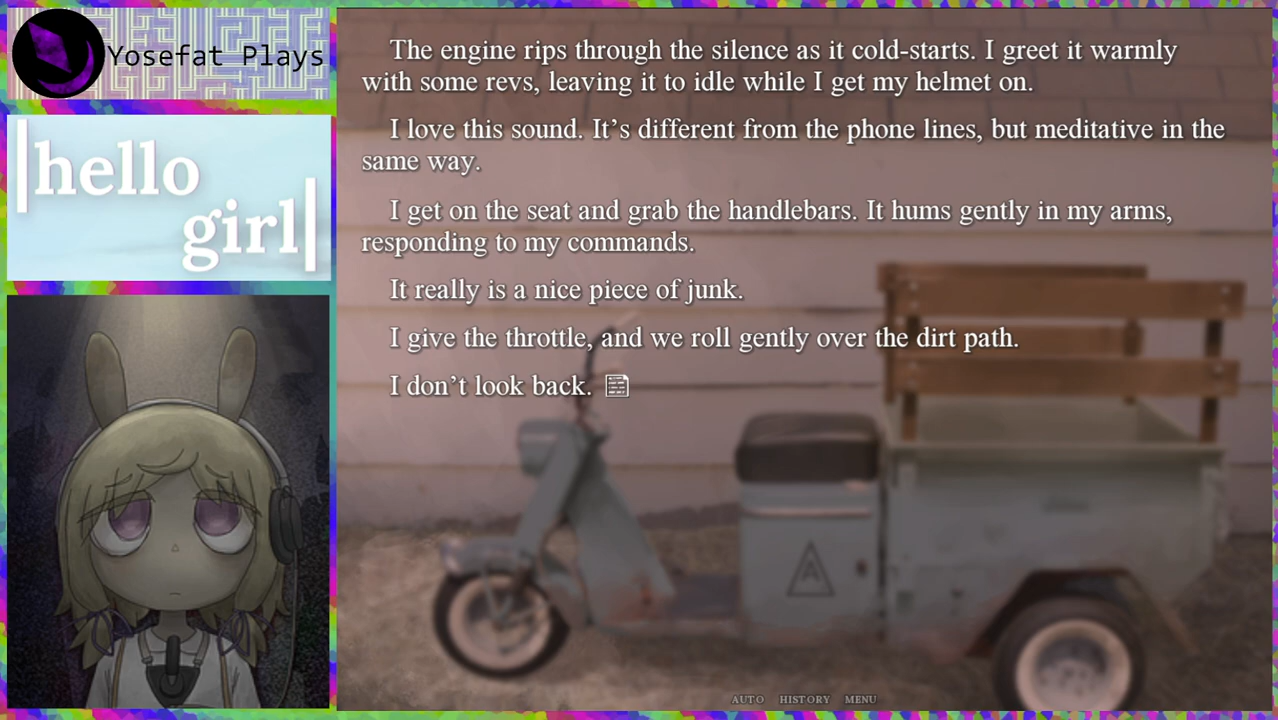 Yosefat Plays
hello
girl
The engine rips through the silence as it cold-starts. I greet it warmly
with some revs, leaving it to idle while I get my helmet on.
I love this sound. It’s different from the phone lines, but meditative in the
same way.
I get on the seat and grab the handlebars. It hums gently in my arms,
responding to my commands.
It really is a nice piece of junk.
I give the throttle, and we roll gently over the dirt path.
I don’t look back.
A
AUTO HISTORY MENU